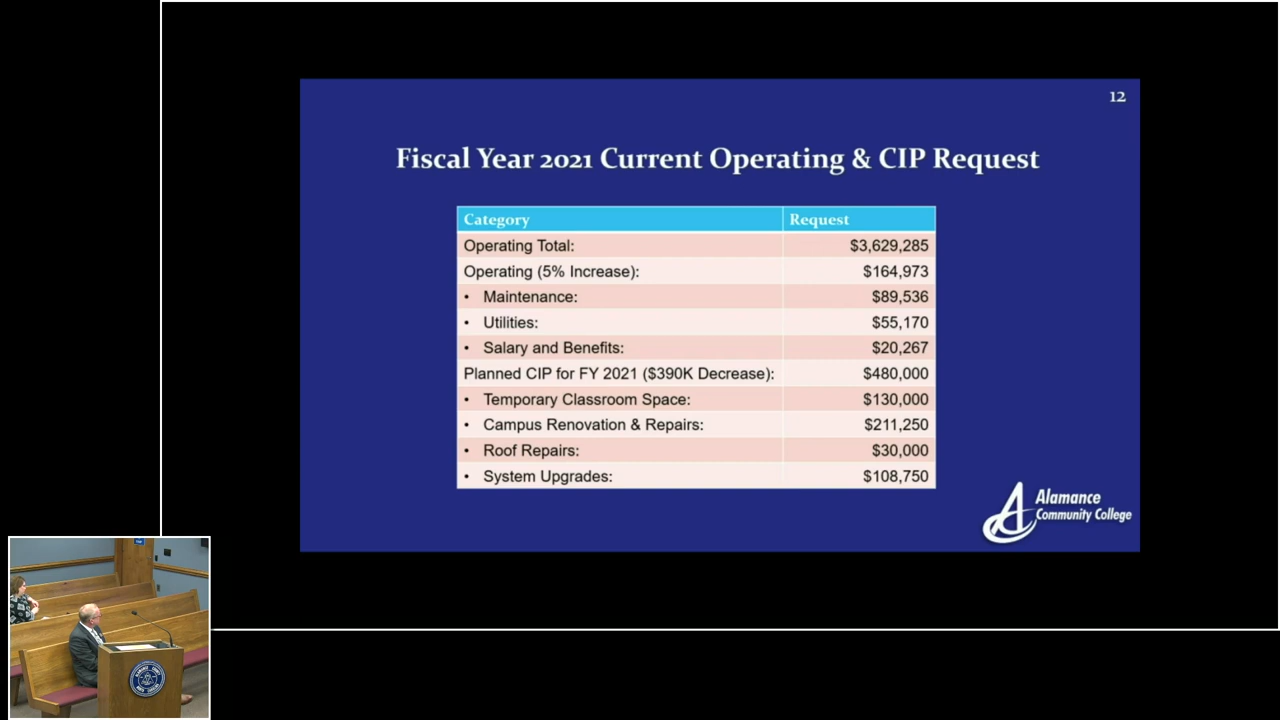 12
Fiscal Year 2021 Current Operating & CIP Request
Category Request
Operating Total: $3,629,285
Operating (5% Increase): $164,973
• Maintenance: $89,536
• Utilities: $55,170
• Salary and Benefits: $20,267
Planned CIP for FY 2021 ($390K Decrease): $480,000
• Temporary Classroom Space: $130,000
• Campus Renovation & Repairs: $211,250
• Roof Repairs: $30,000
• System Upgrades: $108,750
Alamance
Community College